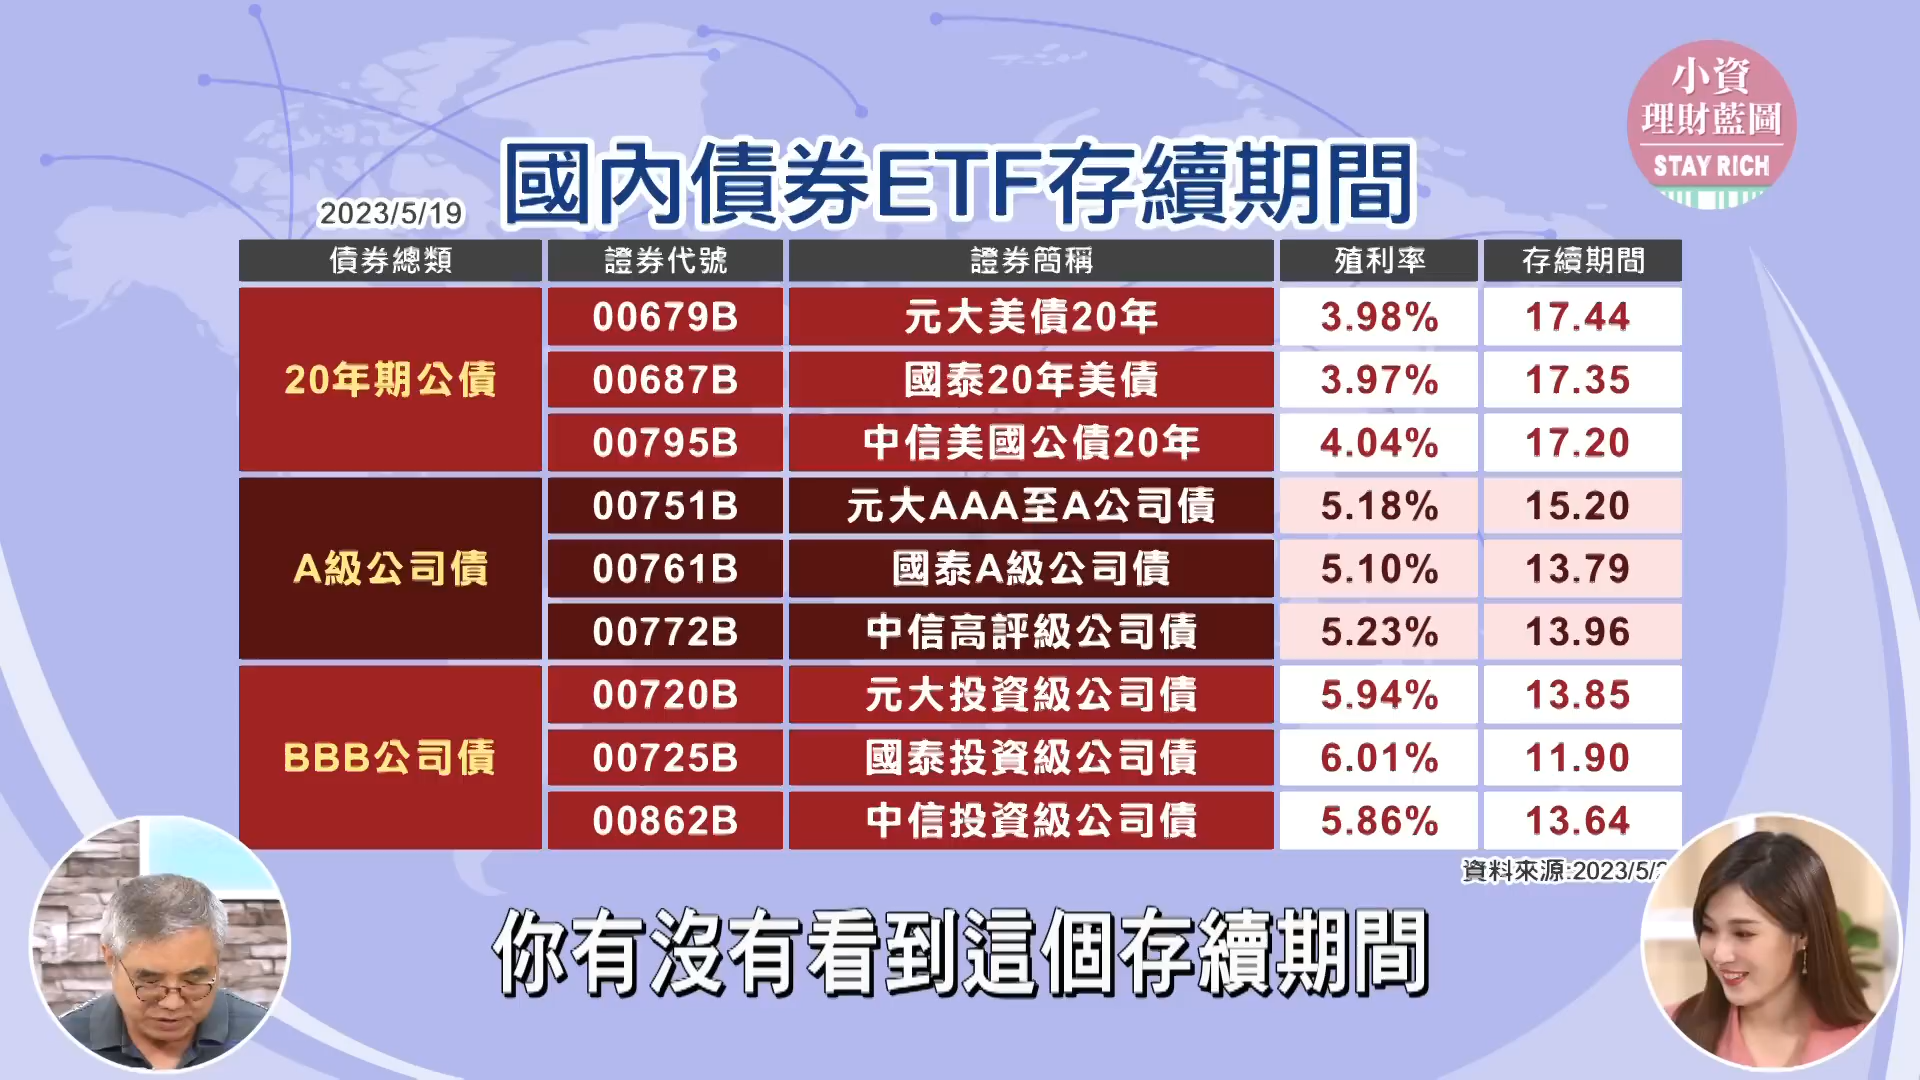 小資
理財藍圖
STAY RICH
國內債券ETF存續期間
2023/5/19
債券總類 證券代號 證券簡稱 殖利率 存續期間
20年期公債
00679B 元大美債20年 3.98% 17.44
00687B 國泰20年美債 3.97% 17.35
00795B 中信美國公債20年 4.04% 17.20
A級公司債
00751B 元大AAA至A公司債 5.18% 15.20
00761B 國泰A級公司債 5.10% 13.79
00772B 中信高評級公司債 5.23% 13.96
BBB公司債
00720B 元大投資級公司債 5.94% 13.85
00725B 國泰投資級公司債 6.01% 11.90
00862B 中信投資級公司債 5.86% 13.64
資料來源:2023/5/
你有沒有看到這個存續期間